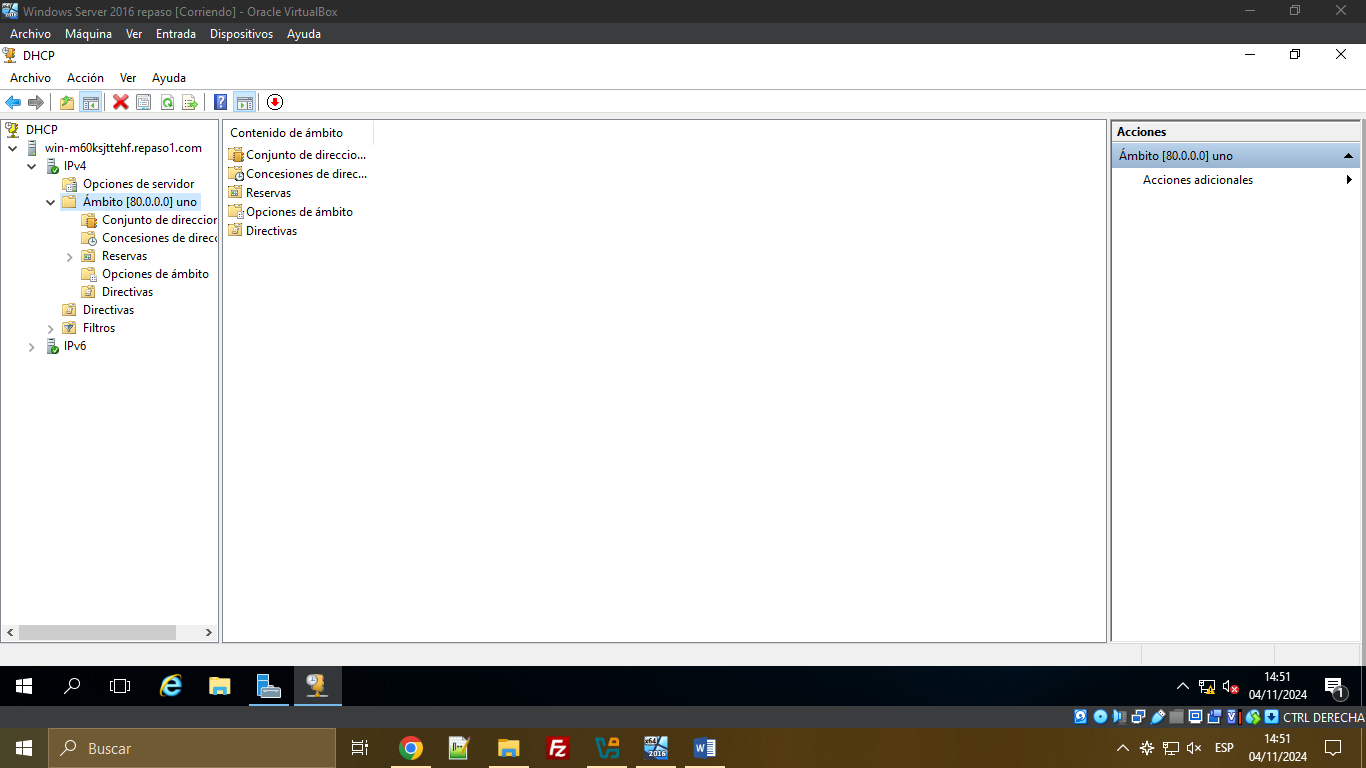 Windows Server 2016 repaso [Corriendo] - Oracle VirtualBox
Archivo Máquina Ver Entrada Dispositivos Ayuda
DHCP
Archivo Acción Ver Ayuda
DHCP
win-m60ksjttehf.repaso1.com
IPv4
Opciones de servidor
Ámbito [80.0.0.0] uno
Conjunto de direccior
Concesiones de direcc
Reservas
Opciones de ámbito
Directivas
Directivas
Filtros
IPv6
Contenido de ámbito
Conjunto de direccio...
Concesiones de direc...
Reservas
Opciones de ámbito
Directivas
Acciones
Ámbito [80.0.0.0] uno
Acciones adicionales
14:51
04/11/2024
1
CTRL DERECHA
Buscar
x64
2016
ESP
14:51
04/11/2024